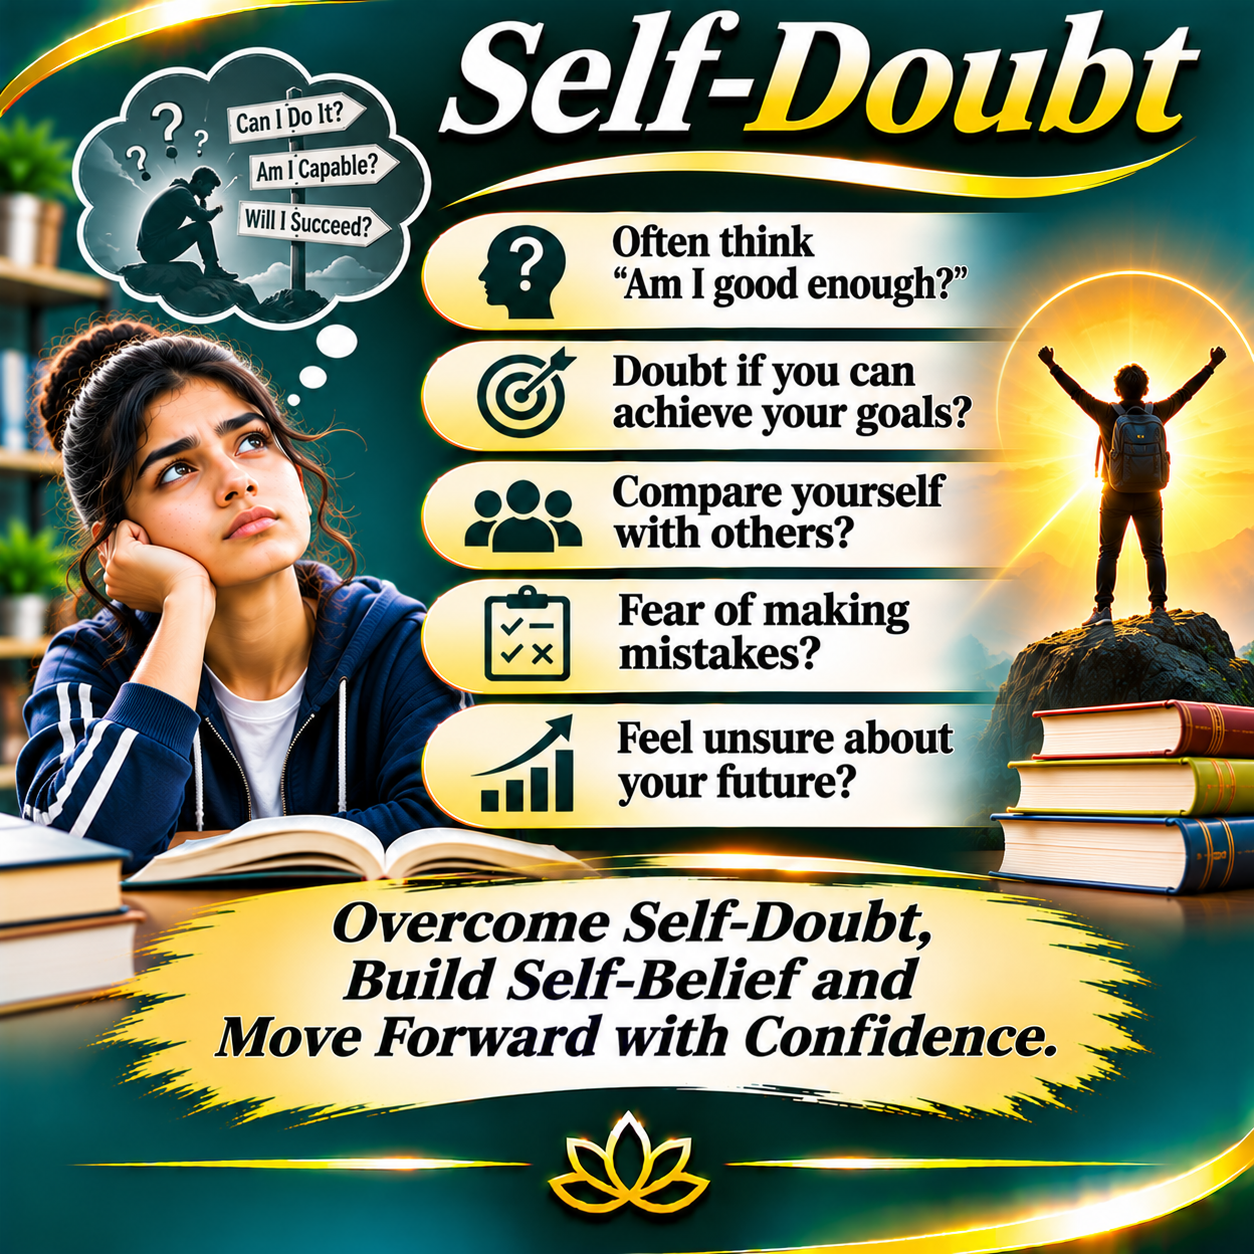 Self-Doubt
Can I Do It?
Am I Capable?
Will I Succeed?
Often think
“Am I good enough?”
Doubt if you can
achieve your goals?
Compare yourself
with others?
Fear of making
mistakes?
Feel unsure about
your future?
Overcome Self-Doubt,
Build Self-Belief and
Move Forward with Confidence.